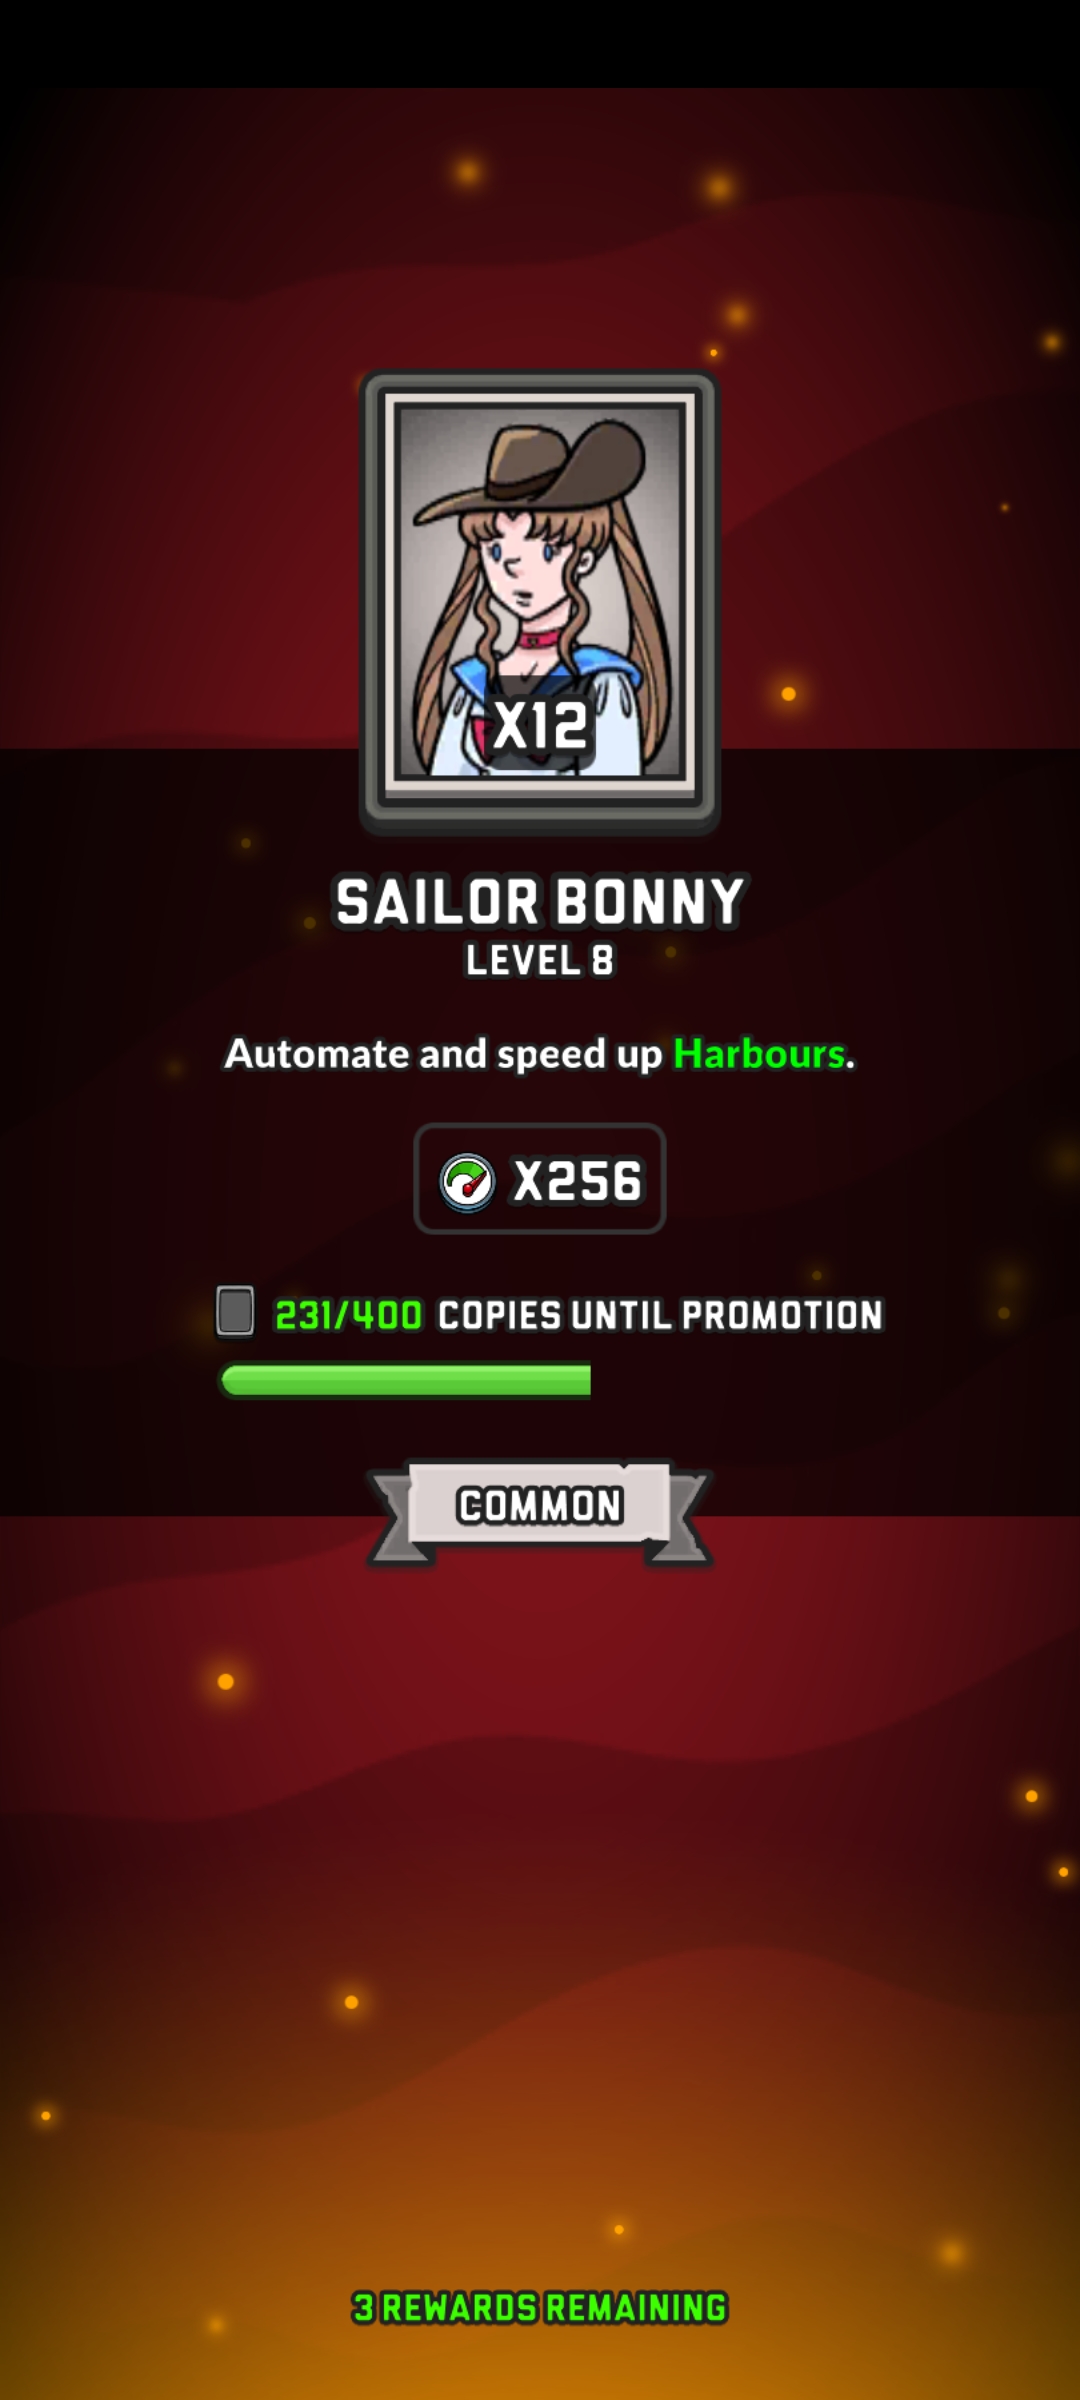 X12
SAILOR BONNY
LEVEL 8
Automate and speed up Harbours.
X256
231/400 COPIES UNTIL PROMOTION
COMMON
3 REWARDS REMAINING